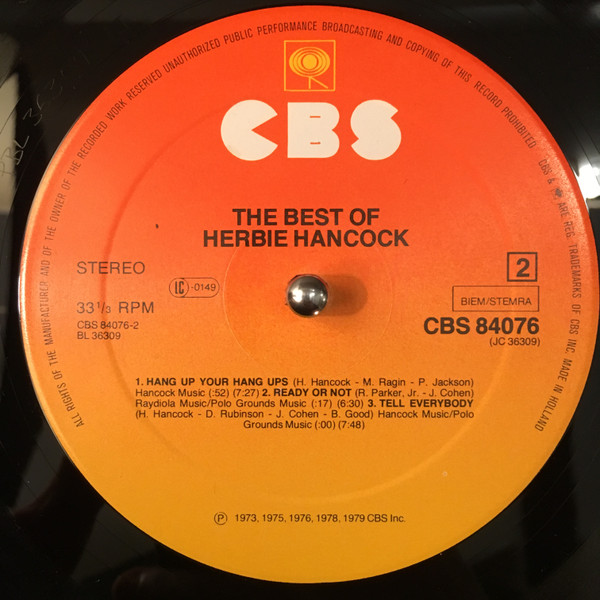 ALL RIGHTS OF THE MANUFACTURER AND OF THE OWNER OF THE RECORDED WORK RESERVED UNAUTHORIZED PUBLIC PERFORMANCE BROADCASTING AND COPYING OF THIS RECORD PROHIBITED CBS & ARE REG. TRADEMARKS OF CBS INC. MADE IN HOLLAND
CBS
THE BEST OF
HERBIE HANCOCK
STEREO
LC -0149
2
33 1/3 RPM
BIEM/STEMRA
CBS 84076-2
CBS 84076
BL 36309
(JC 36309)
1. HANG UP YOUR HANG UPS (H. Hancock - M. Ragin - P. Jackson)
Hancock Music (:52) (7:27) 2. READY OR NOT (R. Parker, Jr. - J. Cohen)
Raydiola Music/Polo Grounds Music (:17) (6:30) 3. TELL EVERYBODY
(H. Hancock - D. Rubinson - J. Cohen - B. Good) Hancock Music/Polo
Grounds Music (:00) (7:48)
Ⓟ 1973, 1975, 1976, 1978, 1979 CBS Inc.